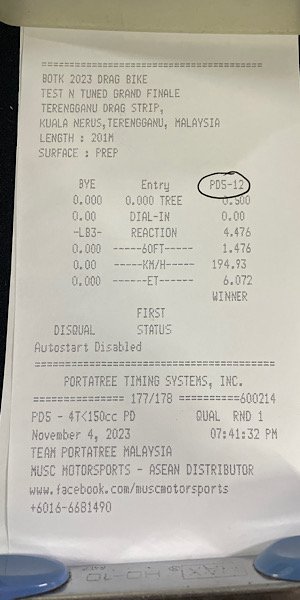 =========================================
BOTK 2023 DRAG BIKE
TEST N TUNED GRAND FINALE
TERENGGANU DRAG STRIP,
KUALA NERUS,TERENGGANU, MALAYSIA
LENGTH : 201M
SURFACE : PREP
BYE Entry PD5-12
0.000 0.000 TREE 0.500
0.00 DIAL-IN 0.00
-LB3- REACTION 4.476
0.000 -----60FT----- 1.476
0.00 ------KM/H----- 194.93
0.000 ------ET------ 6.072
WINNER
FIRST
DISQUAL STATUS
Autostart Disabled
=========================================
PORTATREE TIMING SYSTEMS, INC.
=============== 177/178 ==========600214
PD5 - 4TK150cc PD QUAL RND 1
November 4, 2023 07:41:32 PM
TEAM PORTATREE MALAYSIA
MUSC MOTORSPORTS - ASEAN DISTRIBUTOR
www.facebook.com/muscmotorsports
+6016-6681490